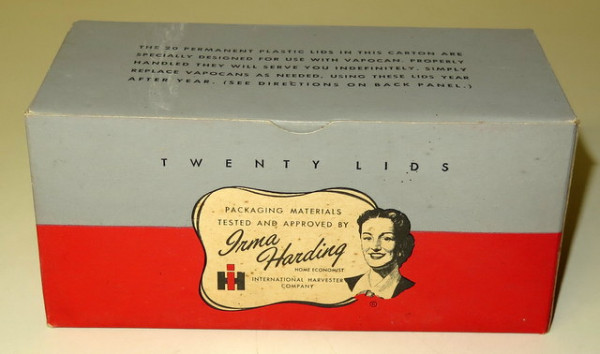 THE 20 PERMANENT PLASTIC LIDS IN THIS CARTON ARE
SPECIALLY DESIGNED FOR USE WITH VAPOCAN. PROPERLY
HANDLED THEY WILL SERVE YOU INDEFINITELY. SIMPLY
REPLACE VAPOCANS AS NEEDED, USING THESE LIDS YEAR
AFTER YEAR. (SEE DIRECTIONS ON BACK PANEL.)
TWENTY LIDS
PACKAGING MATERIALS
TESTED AND APPROVED BY
Irma
Harding
HOME ECONOMIST
IH
INTERNATIONAL HARVESTER
COMPANY
©